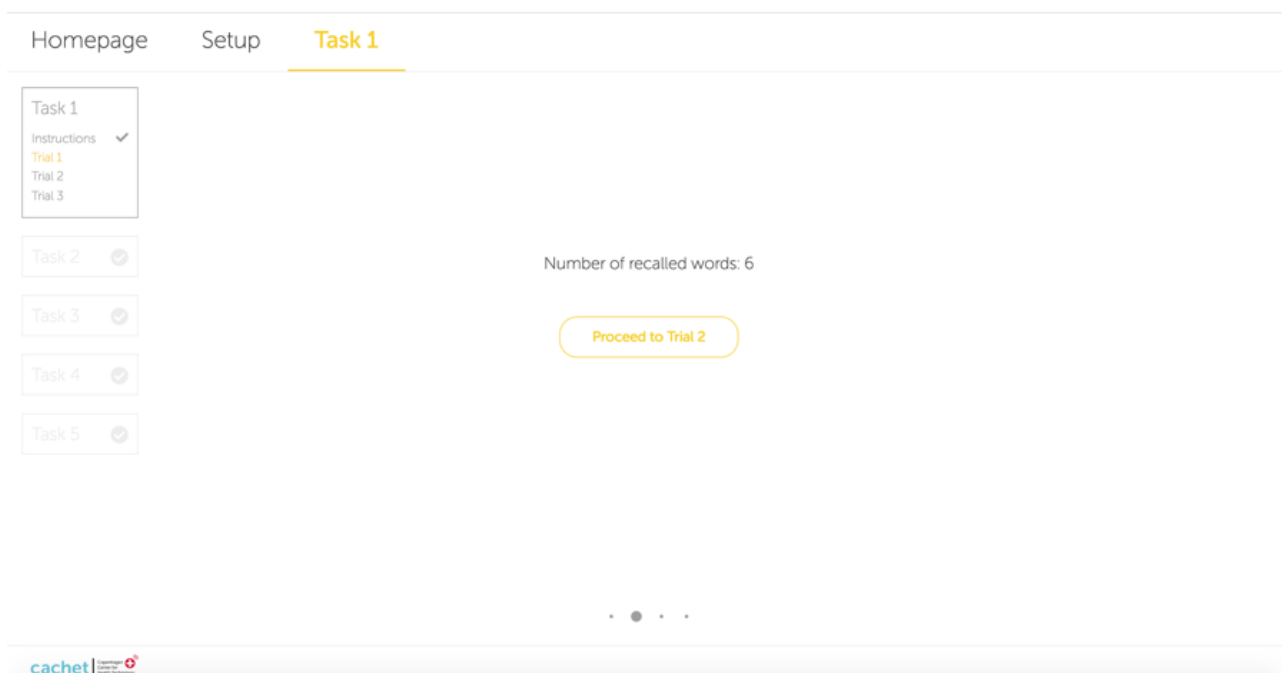 Homepage Setup Task 1
Task 1
Instructions
Trial 1
Trial 2
Trial 3
Task 2
Task 3
Task 4
Task 5
Number of recalled words: 6
Proceed to Trial 2
cachet